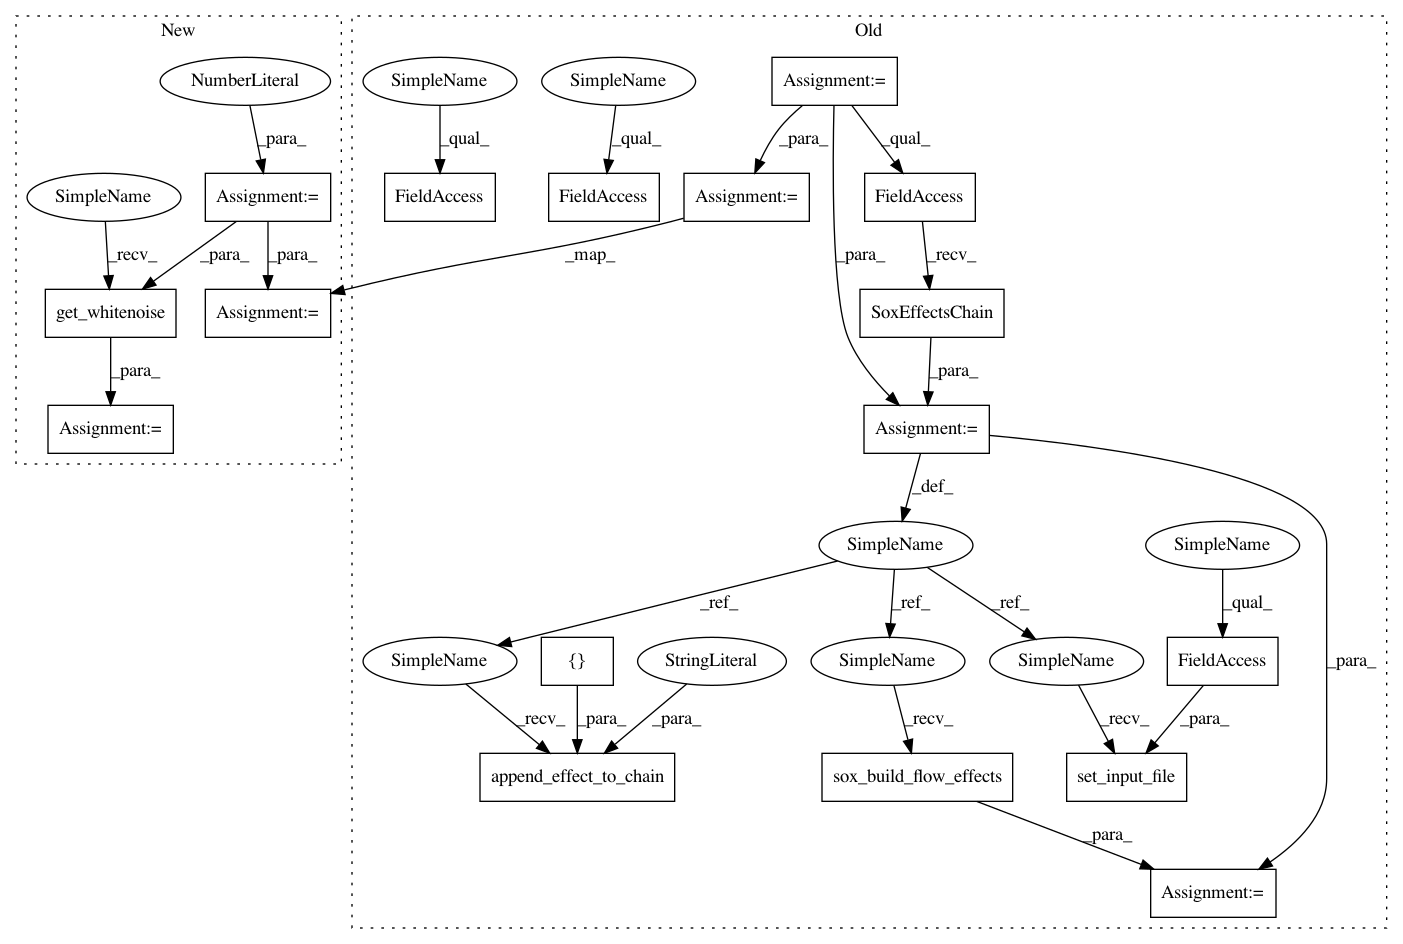 New
Old
NumberLiteral
SimpleName
SimpleName
Assignment:=
_para_
_qual_
_qual_
_para_
_qual_
SimpleName
Assignment:=
FieldAccess
FieldAccess
Assignment:=
FieldAccess
_recv_
_para_
_para_
_map_
_para_
_recv_
get_whitenoise
Assignment:=
SoxEffectsChain
_para_
_para_
Assignment:=
Assignment:=
_def_
SimpleName
SimpleName
_ref_
_ref_
_ref_
_qual_
SimpleName
{}
StringLiteral
SimpleName
SimpleName
FieldAccess
_para_
_recv_
_para_
_para_
_recv_
_recv_
_para_
append_effect_to_chain
sox_build_flow_effects
set_input_file
_para_
Assignment:=